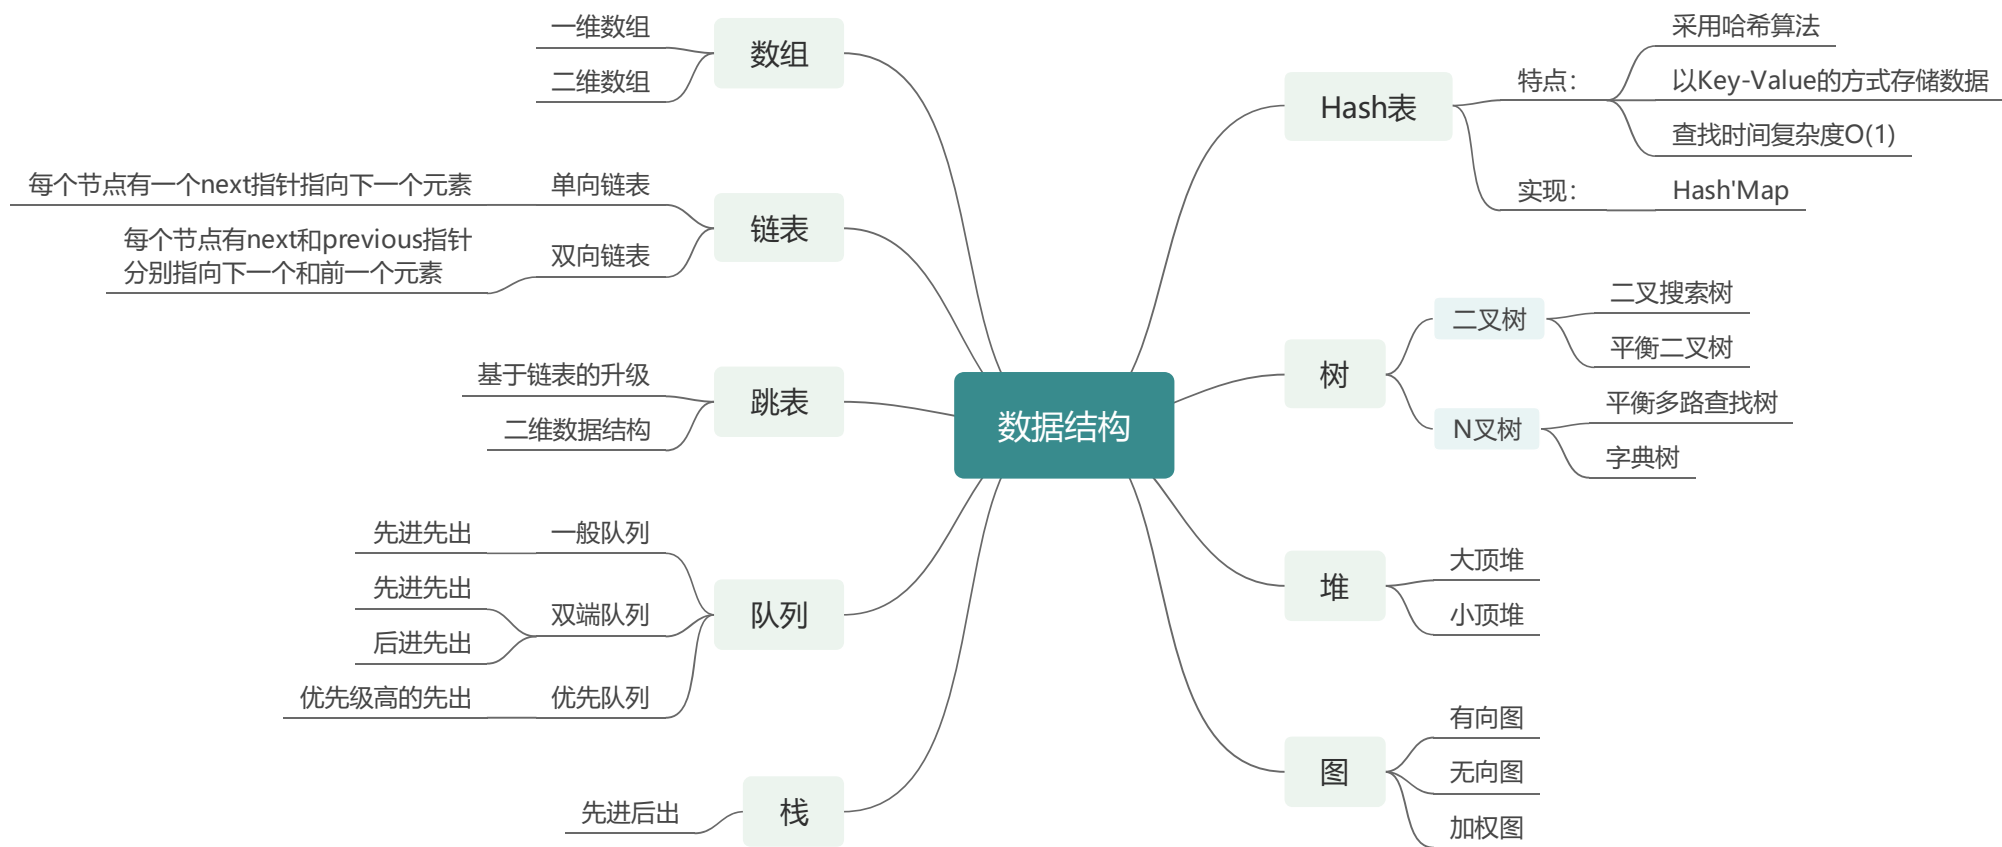 数据结构
数组
一维数组
二维数组
链表
单向链表
每个节点有一个next指针指向下一个元素
双向链表
每个节点有next和previous指针
分别指向下一个和前一个元素
跳表
基于链表的升级
二维数据结构
队列
一般队列
先进先出
双端队列
先进先出
后进先出
优先队列
优先级高的先出
栈
先进后出
Hash表
特点：
采用哈希算法
以Key-Value的方式存储数据
查找时间复杂度O(1)
实现：
Hash'Map
树
二叉树
二叉搜索树
平衡二叉树
N叉树
平衡多路查找树
字典树
堆
大顶堆
小顶堆
图
有向图
无向图
加权图